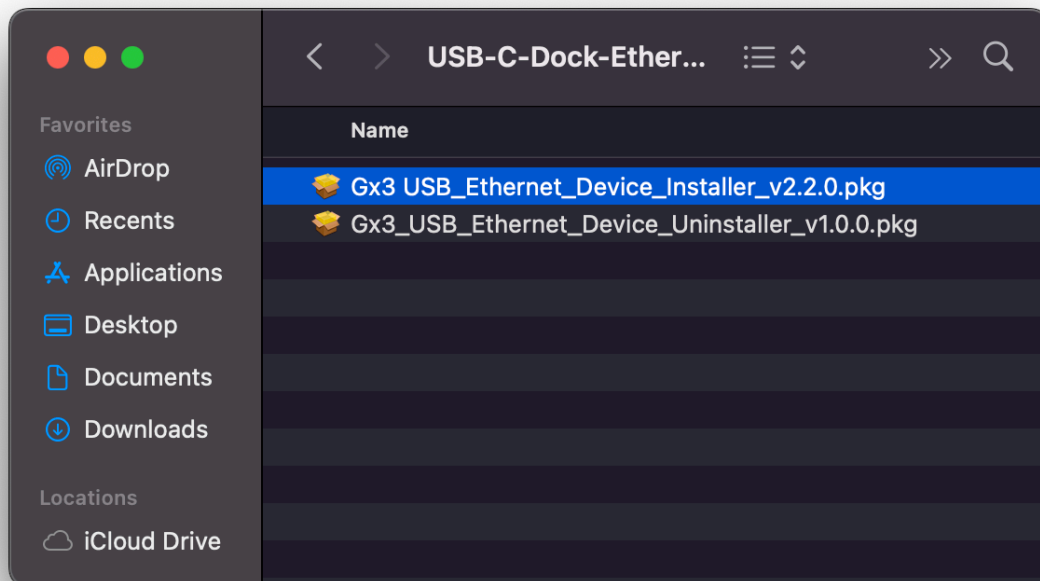 USB-C-Dock-Ether...
Favorites
AirDrop
Recents
Applications
Desktop
Documents
Downloads
Locations
iCloud Drive
Name
Gx3 USB_Ethernet_Device_Installer_v2.2.0.pkg
Gx3_USB_Ethernet_Device_Uninstaller_v1.0.0.pkg